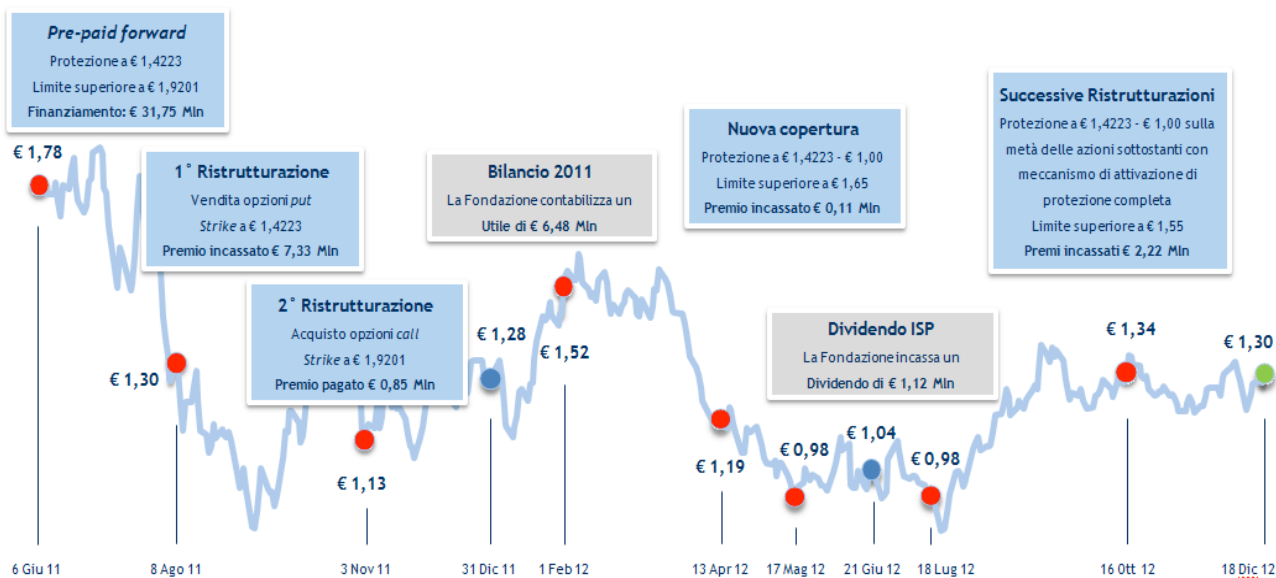 Pre-paid forward
Protezione a € 1,4223
Limite superiore a € 1,9201
Finanziamento: € 31,75 Mln
€ 1,78
1° Ristrutturazione
Vendita opzioni put
Strike a € 1,4223
Premio incassato € 7,33 Mln
€ 1,30
2° Ristrutturazione
Acquisto opzioni call
Strike a € 1,9201
Premio pagato € 0,85 Mln
€ 1,13
Bilancio 2011
La Fondazione contabilizza un
Utile di € 6,48 Mln
€ 1,28
€ 1,52
Nuova copertura
Protezione a € 1,4223 - € 1,00
Limite superiore a € 1,65
Premio incassato € 0,11 Mln
€ 1,19
€ 0,98
Dividendo ISP
La Fondazione incassa un
Dividendo di € 1,12 Mln
€ 1,04
€ 0,98
Successive Ristrutturazioni
Protezione a € 1,4223 - € 1,00 sulla
metà delle azioni sottostanti con
meccanismo di attivazione di
protezione completa
Limite superiore a € 1,55
Premi incassati € 2,22 Mln
€ 1,34
€ 1,30
6 Giu 11
8 Ago 11
3 Nov 11
31 Dic 11
1 Feb 12
13 Apr 12
17 Mag 12
21 Giu 12
18 Lug 12
16 Ott 12
18 Dic 12